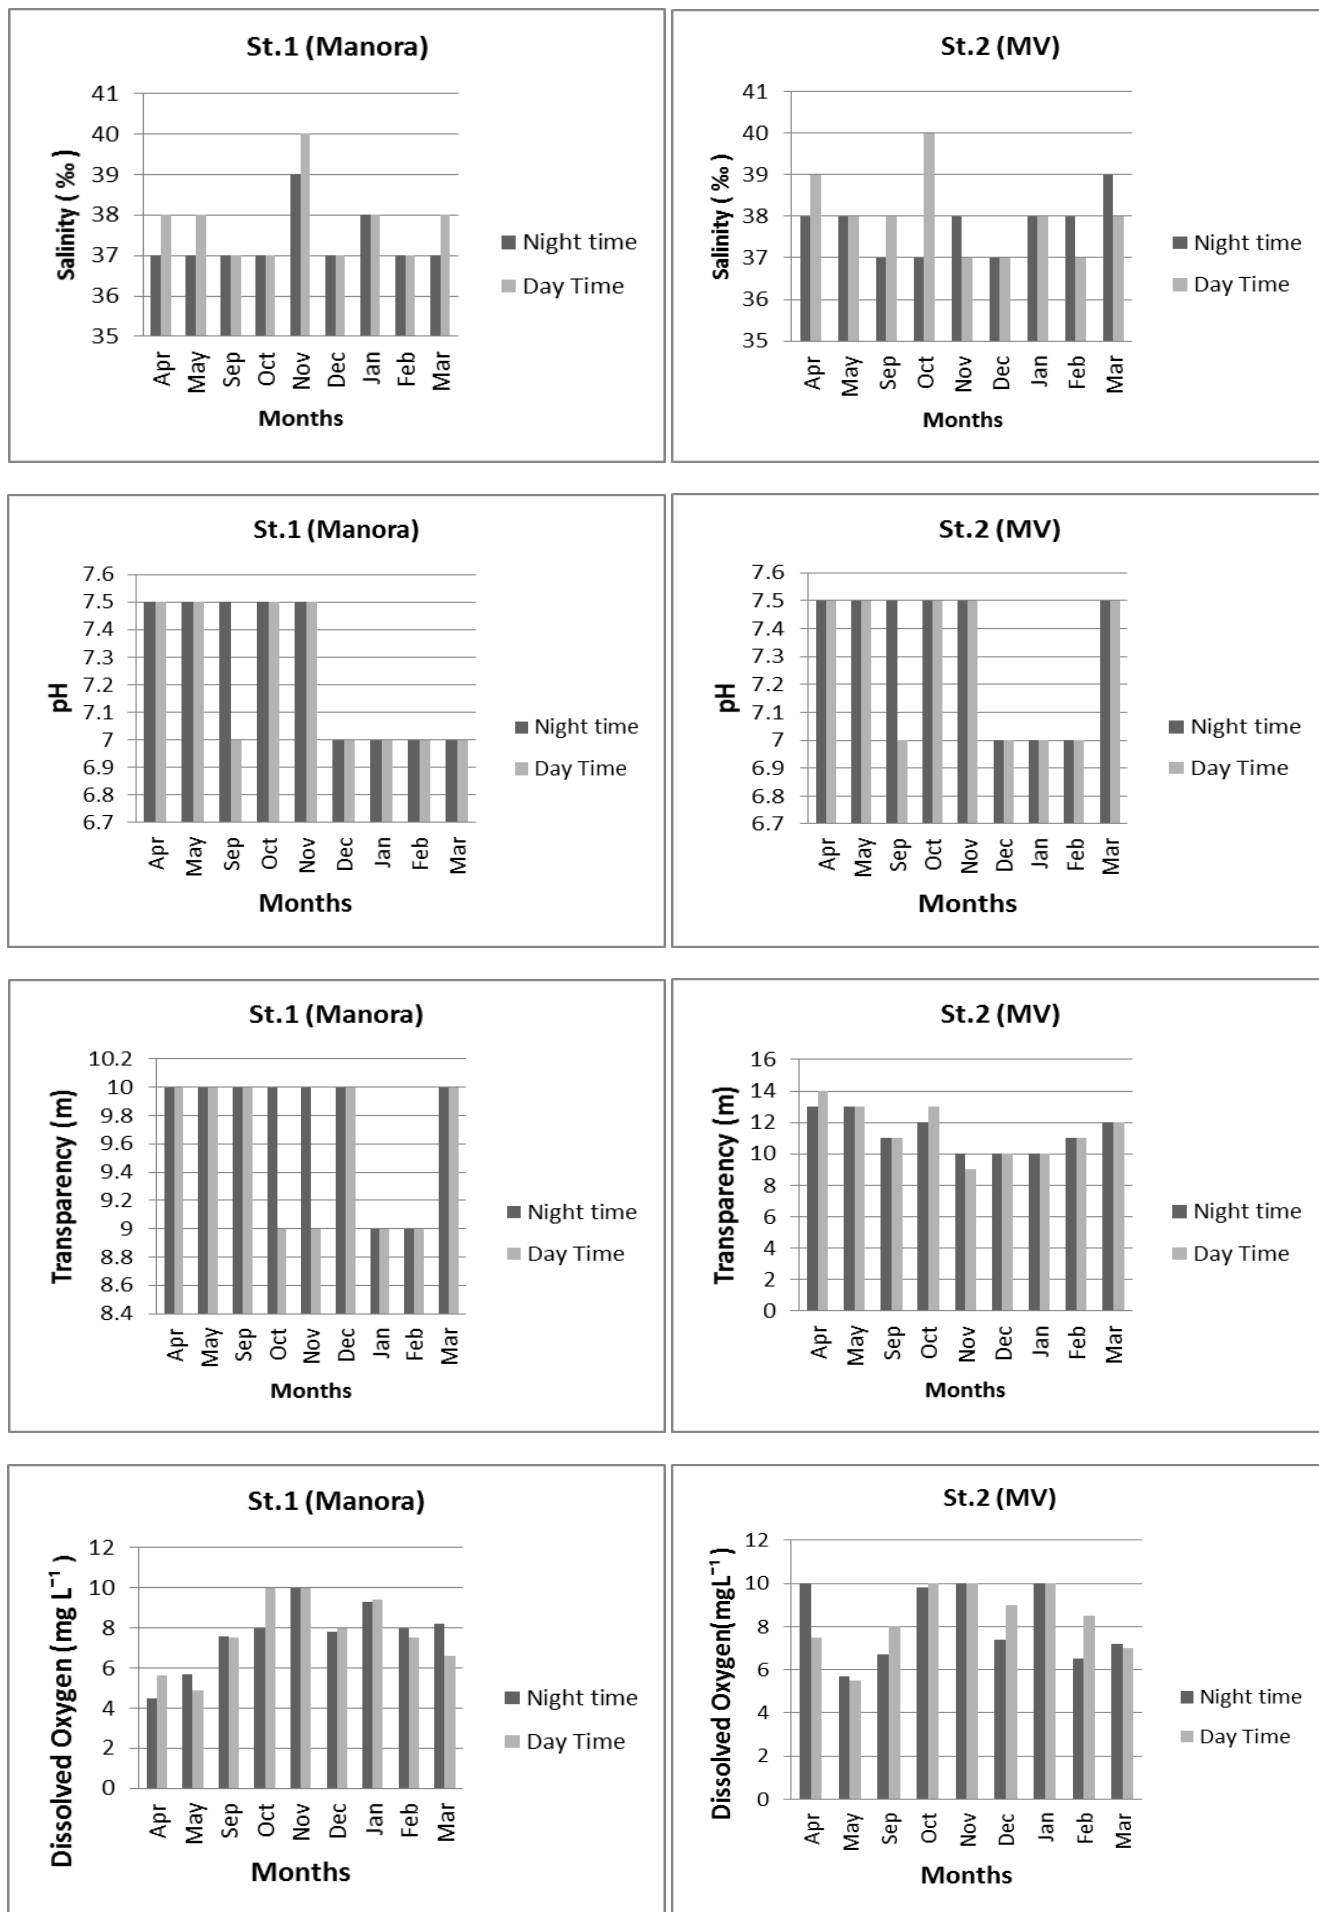 St.1 (Manora)
Salinity ( ‰ )
41
40
39
38
37
36
35
Apr
May
Sep
Oct
Nov
Dec
Jan
Feb
Mar
Months
Night time
Day Time
St.2 (MV)
Salinity ( ‰ )
41
40
39
38
37
36
35
Apr
May
Sep
Oct
Nov
Dec
Jan
Feb
Mar
Months
Night time
Day Time
St.1 (Manora)
pH
7.6
7.5
7.4
7.3
7.2
7.1
7
6.9
6.8
6.7
Apr
May
Sep
Oct
Nov
Dec
Jan
Feb
Mar
Months
Night time
Day Time
St.2 (MV)
pH
7.6
7.5
7.4
7.3
7.2
7.1
7
6.9
6.8
6.7
Apr
May
Sep
Oct
Nov
Dec
Jan
Feb
Mar
Months
Night time
Day Time
St.1 (Manora)
Transparency (m)
10.2
10
9.8
9.6
9.4
9.2
9
8.8
8.6
8.4
Apr
May
Sep
Oct
Nov
Dec
Jan
Feb
Mar
Months
Night time
Day Time
St.2 (MV)
Transparency (m)
16
14
12
10
8
6
4
2
0
Apr
May
Sep
Oct
Nov
Dec
Jan
Feb
Mar
Months
Night time
Day Time
St.1 (Manora)
Dissolved Oxygen (mg L⁻¹ )
12
10
8
6
4
2
0
Apr
May
Sep
Oct
Nov
Dec
Jan
Feb
Mar
Months
Night time
Day Time
St.2 (MV)
Dissolved Oxygen(mgL⁻¹)
12
10
8
6
4
2
0
Apr
May
Sep
Oct
Nov
Dec
Jan
Feb
Mar
Months
Night time
Day Time